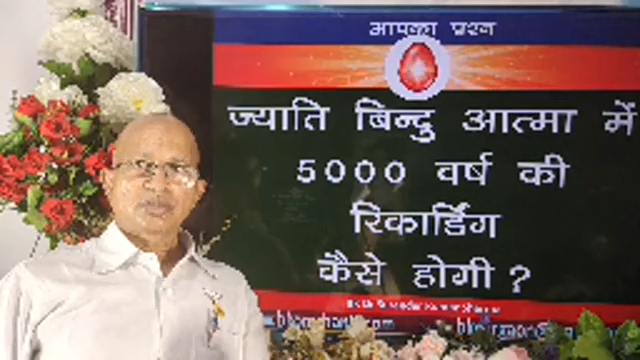 आपका प्रश्न
ज्याति बिन्दु आत्मा में
5000 वर्ष की
रिकार्डिंग
कैसे होगी ?